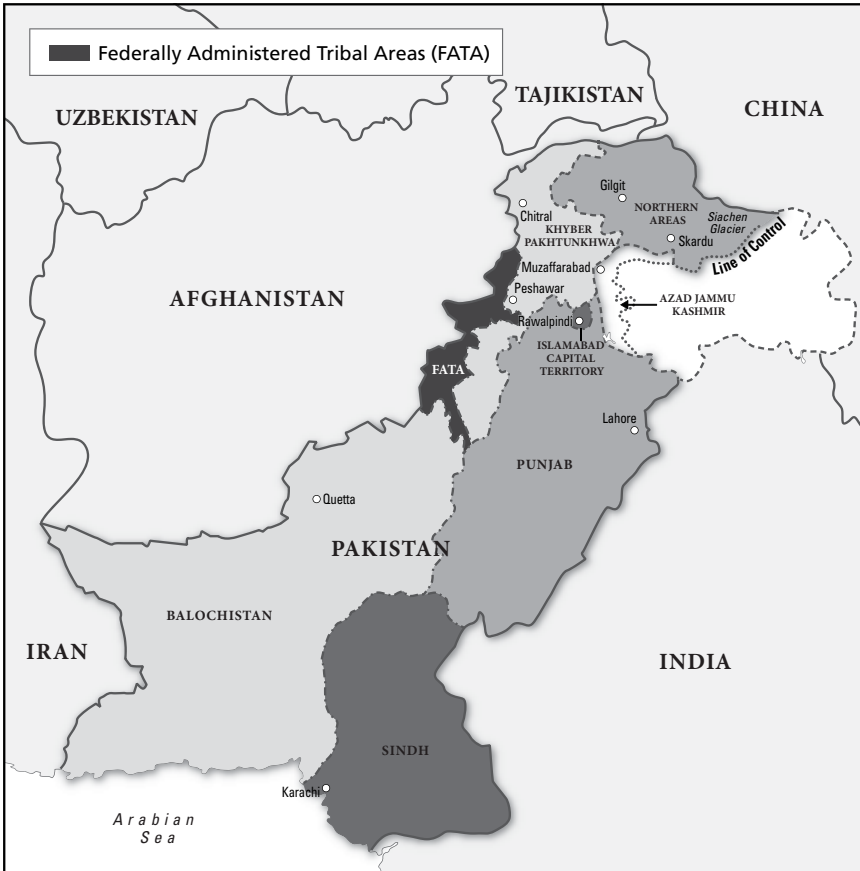 Federally Administered Tribal Areas (FATA)
TAJIKISTAN
CHINA
UZBEKISTAN
Gilgit
NORTHERN
AREAS
Siachen
Glacier
Chitral
KHYBER
PAKHTUNKHWA
Skardu
Line of Control
Muzaffarabad
AFGHANISTAN
Peshawar
AZAD JAMMU
KASHMIR
Rawalpindi
ISLAMABAD
CAPITAL
TERRITORY
FATA
Lahore
PUNJAB
Quetta
PAKISTAN
BALOCHISTAN
IRAN
INDIA
SINDH
Karachi
Arabian
Sea